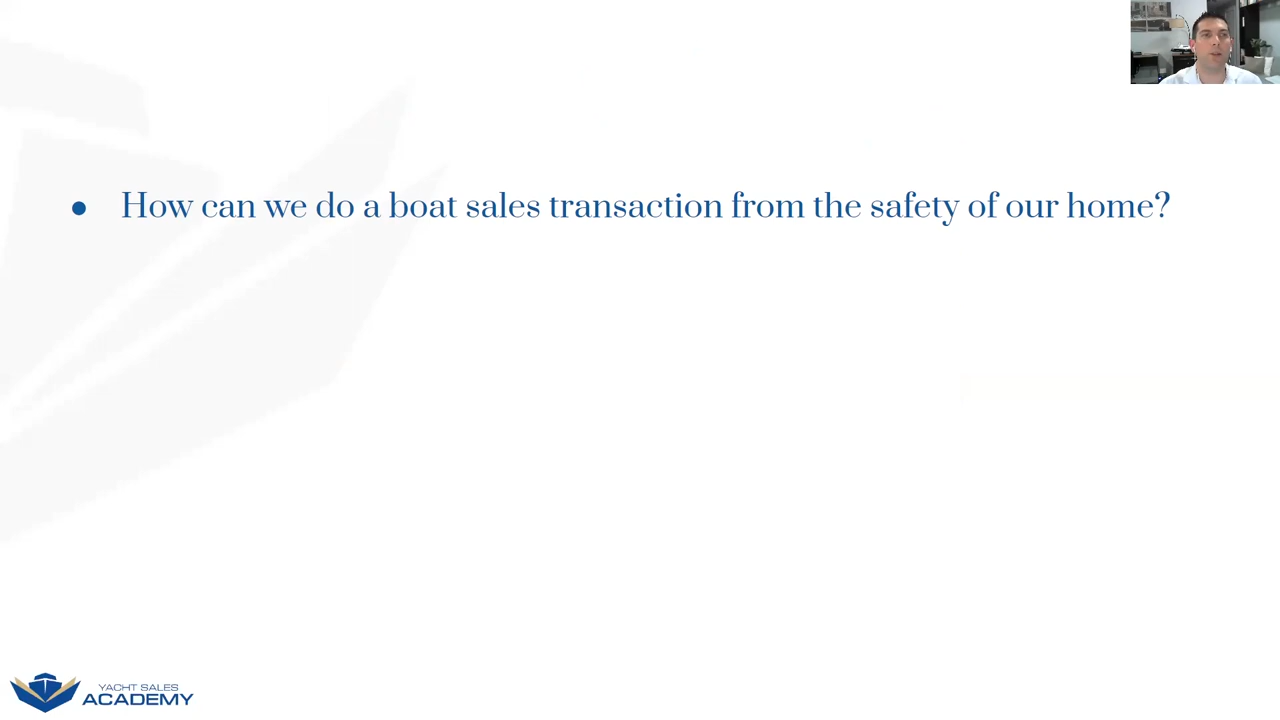 ● How can we do a boat sales transaction from the safety of our home?
YACHT SALES
ACADEMY